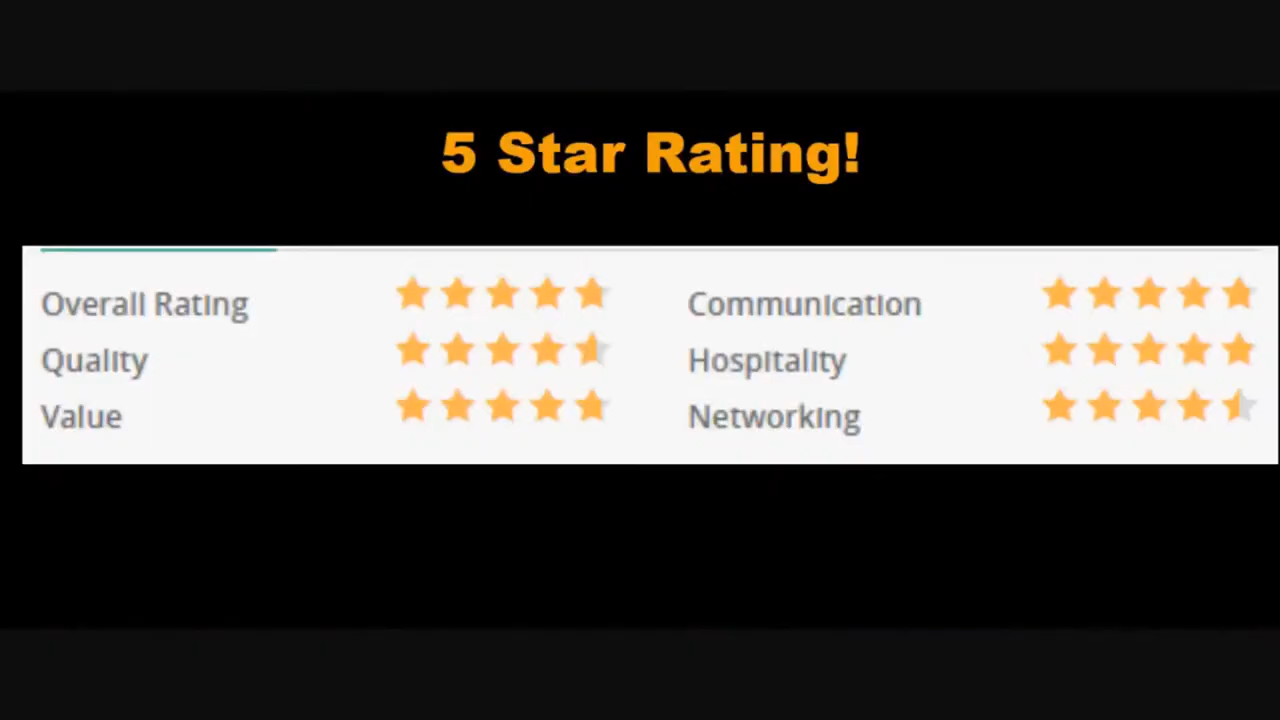 5 Star Rating!
Overall Rating
Communication
Quality
Hospitality
Value
Networking